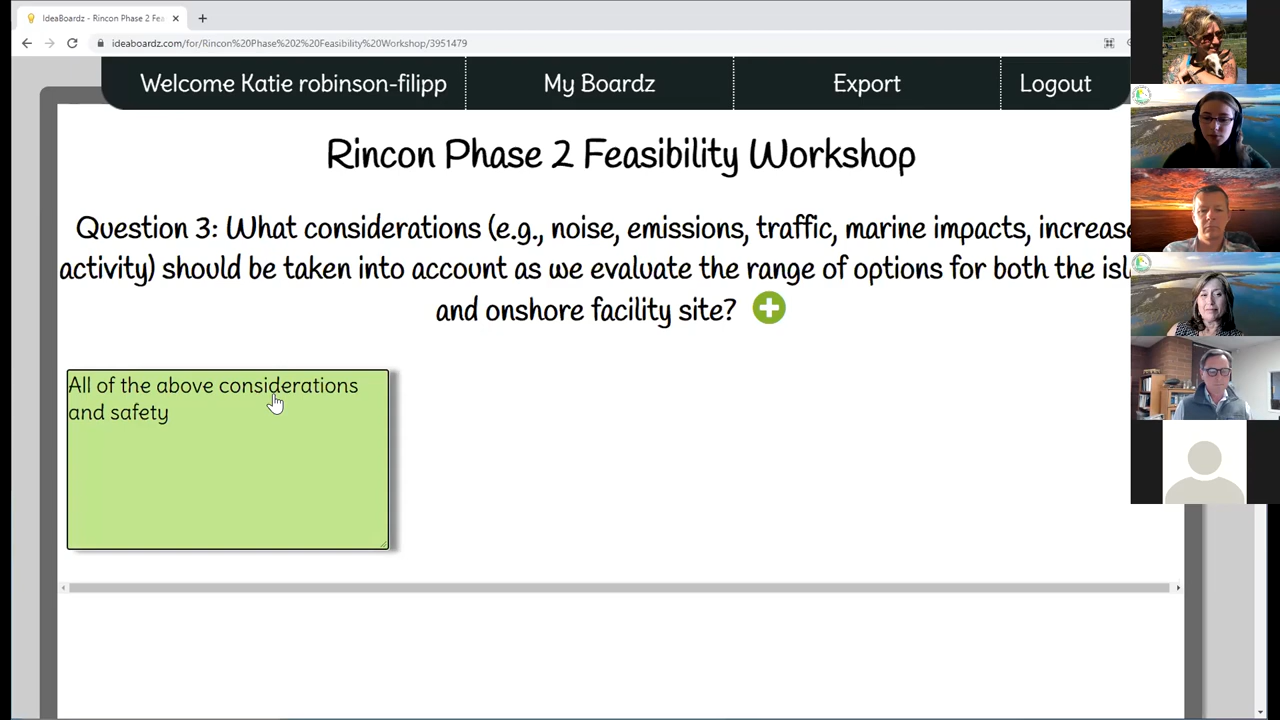 IdeaBoardz - Rincon Phase 2 Fea
ideaboardz.com/for/Rincon%20Phase%202%20Feasibility%20Workshop/3951473
Welcome Katie robinson-filipp
My Boardz
Export
Logout
Rincon Phase 2 Feasibility Workshop
Question 3: What considerations (e.g., noise, emissions, traffic, marine impacts, increase
activity) should be taken into account as we evaluate the range of options for both the isl
and onshore facility site?
All of the above considerations
and safety